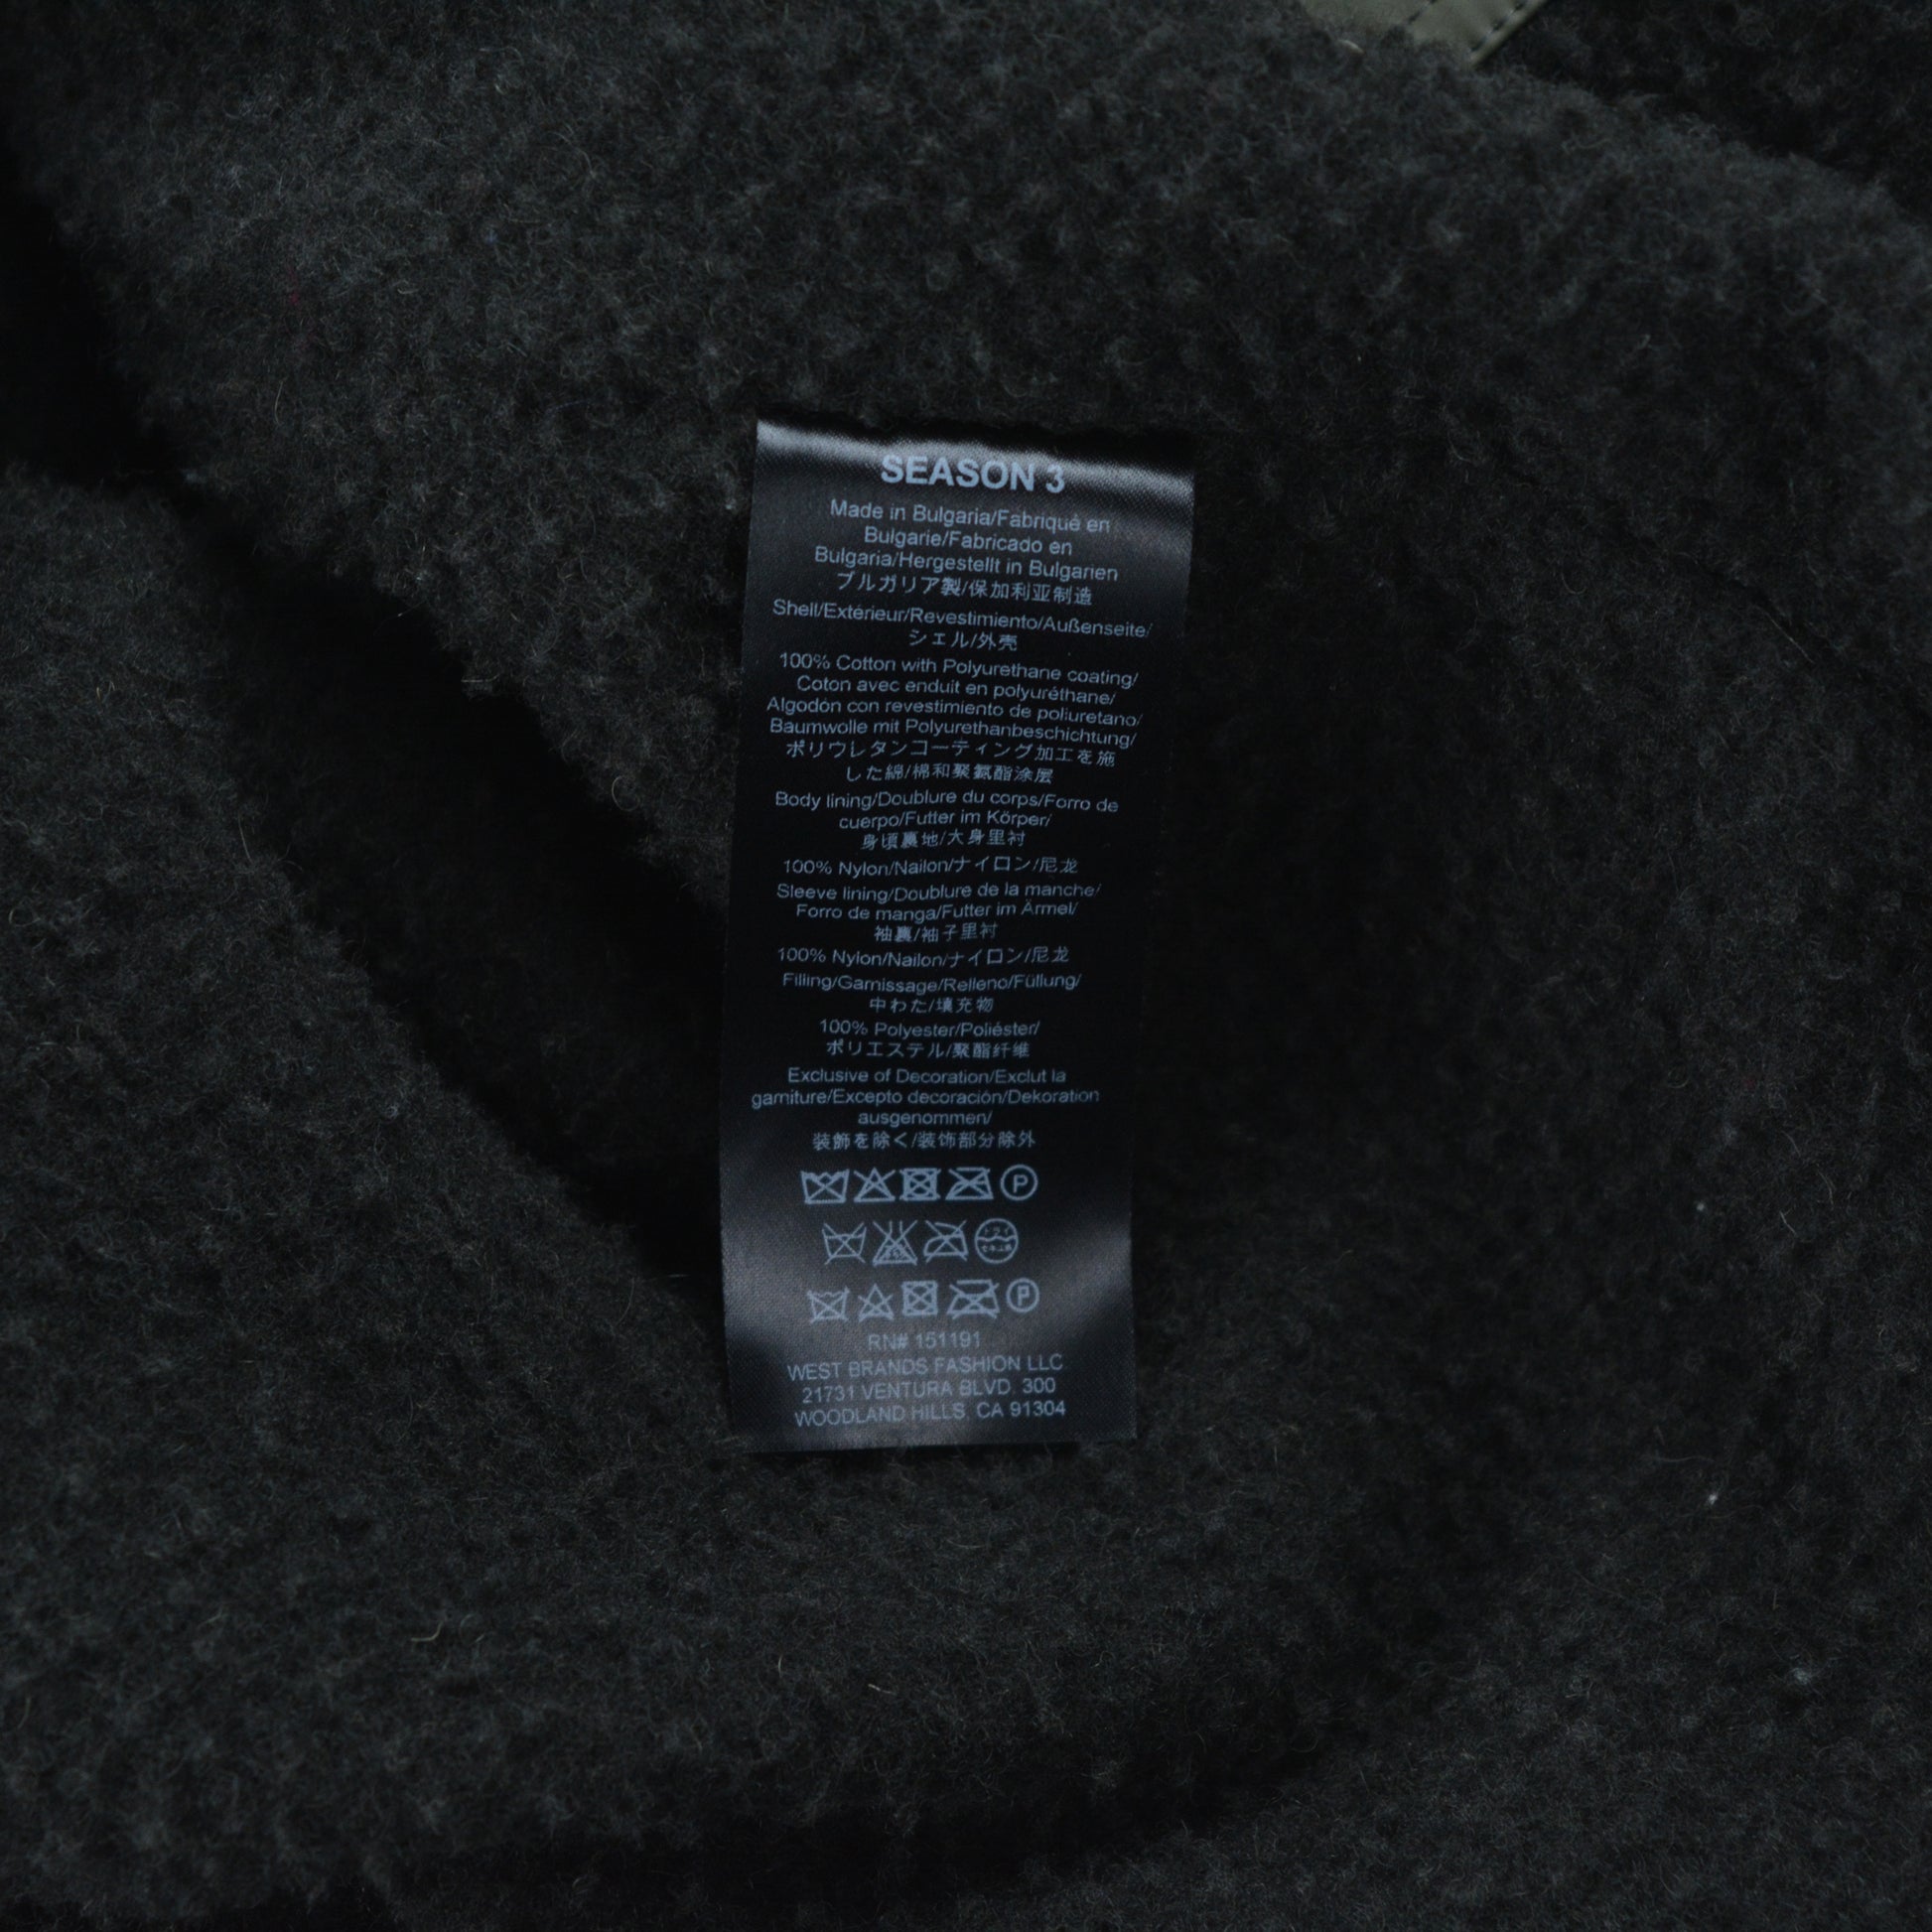 SEASON 3
Made in Bulgaria/Fabriqué en
Bulgarie/Fabricado en
Bulgaria/Hergestellt in Bulgarien
ブルガリア製/保加利亚制造
Shell/Extérieur/Revestimiento/Außenseite/
シェル/外壳
100% Cotton with Polyurethane coating/
Coton avec enduit en polyuréthane/
Algodón con revestimiento de poliuretano/
Baumwolle mit Polyurethanbeschichtung/
ポリウレタンコーティング加工を施
した綿/棉和聚氨酯涂层
Body lining/Doublure du corps/Forro de
cuerpo/Futter im Körper/
身頃裏地/大身里衬
100% Nylon/Nailon/ナイロン/尼龙
Sleeve lining/Doublure de la manche/
Forro de manga/Futter im Ärmel/
袖裏/袖子里衬
100% Nylon/Nailon/ナイロン/尼龙
Filling/Garnissage/Relleno/Füllung/
中わた/填充物
100% Polyester/Poliéster/
ポリエステル/聚酯纤维
Exclusive of Decoration/Exclut la
garniture/Excepto decoración/Dekoration
ausgenommen/
装飾を除く/装饰部分除外
P
ドライ
P
RN# 151191
WEST BRANDS FASHION LLC
21731 VENTURA BLVD. 300
WOODLAND HILLS, CA 91304